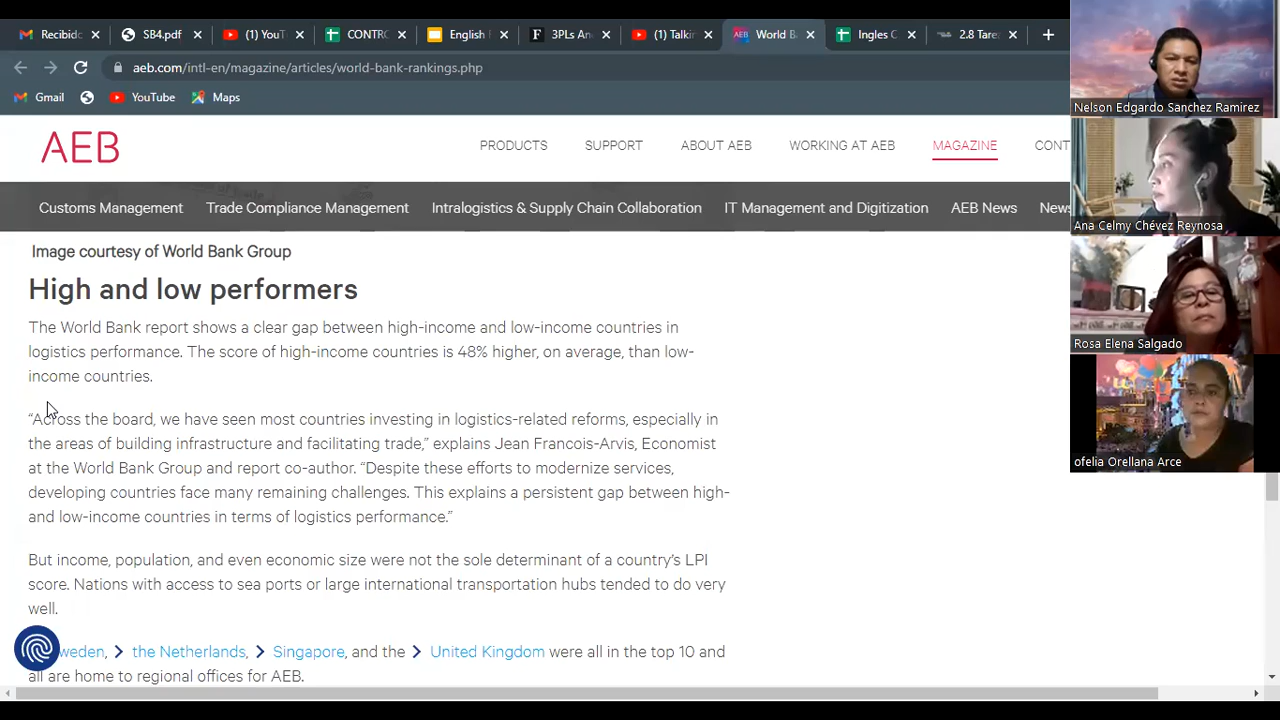 Recibido
SB4.pdf
(1) YouT
CONTRO
English
3PLs An
(1) Talkin
World B
Ingles C
2.8 Tarea
aeb.com/intl-en/magazine/articles/world-bank-rankings.php
Gmail
YouTube
Maps
AEB
PRODUCTS
SUPPORT
ABOUT AEB
WORKING AT AEB
MAGAZINE
CONT
Customs Management
Trade Compliance Management
Intralogistics & Supply Chain Collaboration
IT Management and Digitization
AEB News
News
Image courtesy of World Bank Group
High and low performers
The World Bank report shows a clear gap between high-income and low-income countries in
logistics performance. The score of high-income countries is 48% higher, on average, than low-
income countries.
“Across the board, we have seen most countries investing in logistics-related reforms, especially in
the areas of building infrastructure and facilitating trade,” explains Jean Francois-Arvis, Economist
at the World Bank Group and report co-author. “Despite these efforts to modernize services,
developing countries face many remaining challenges. This explains a persistent gap between high-
and low-income countries in terms of logistics performance.”
But income, population, and even economic size were not the sole determinant of a country’s LPI
score. Nations with access to sea ports or large international transportation hubs tended to do very
well.
weden, the Netherlands, Singapore, and the United Kingdom were all in the top 10 and
all are home to regional offices for AEB.
Nelson Edgardo Sanchez Ramirez
Ana Celmy Chévez Reynosa
Rosa Elena Salgado
ofelia Orellana Arce